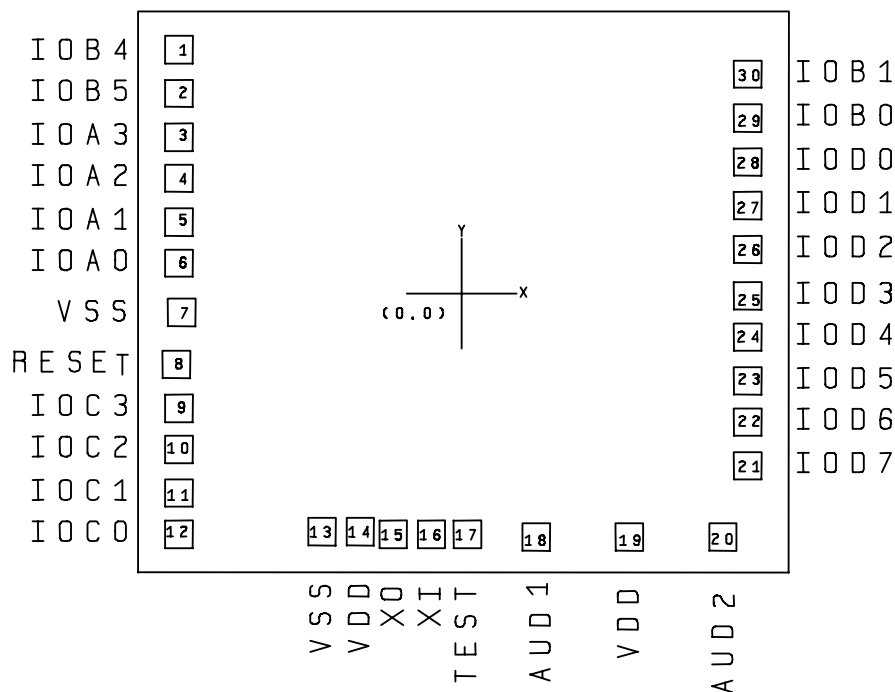 IOB4 1
IOB5 2
IOA3 3
IOA2 4
IOA1 5
IOA0 6
VSS 7
RESET 8
IOC3 9
IOC2 10
IOC1 11
IOC0 12
30 IOB1
29 IOB0
28 IOD0
27 IOD1
26 IOD2
25 IOD3
24 IOD4
23 IOD5
22 IOD6
21 IOD7
Y
X
(0.0)
13 14 15 16 17 18 19 20
VSS
VDD
XO
XI
TEST
AUD1
VDD
AUD2